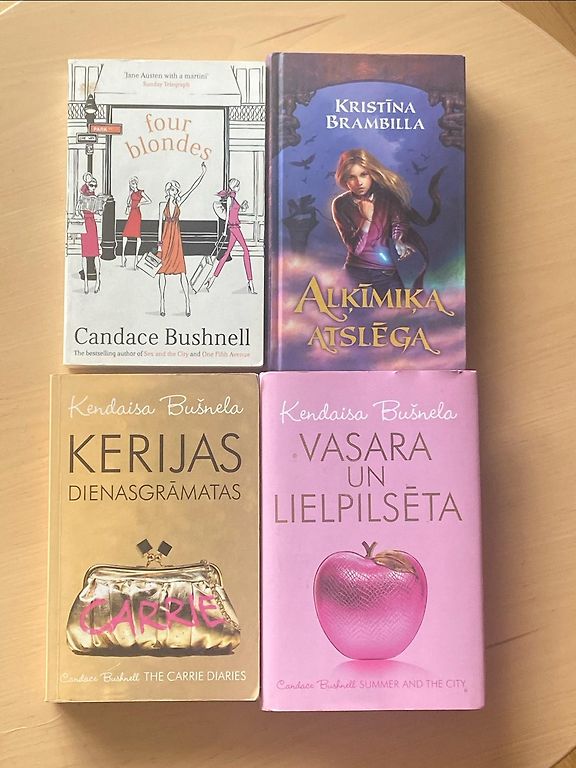 'Jane Austen with a martini'
Sunday Telegraph
PARK
four
blondes
Candace Bushnell
The bestselling author of Sex and the City and One Fifth Avenue
KRISTĪNA
BRAMBILLA
ALĶĪMIĶA
ATSLĒGA
Kendaisa Bušnela
KERIJAS
DIENASGRĀMATAS
CARRIE
Candace Bushnell THE CARRIE DIARIES
Kendaisa Bušnela
VASARA
UN
LIELPILSĒTA
Candace Bushnell SUMMER AND THE CITY